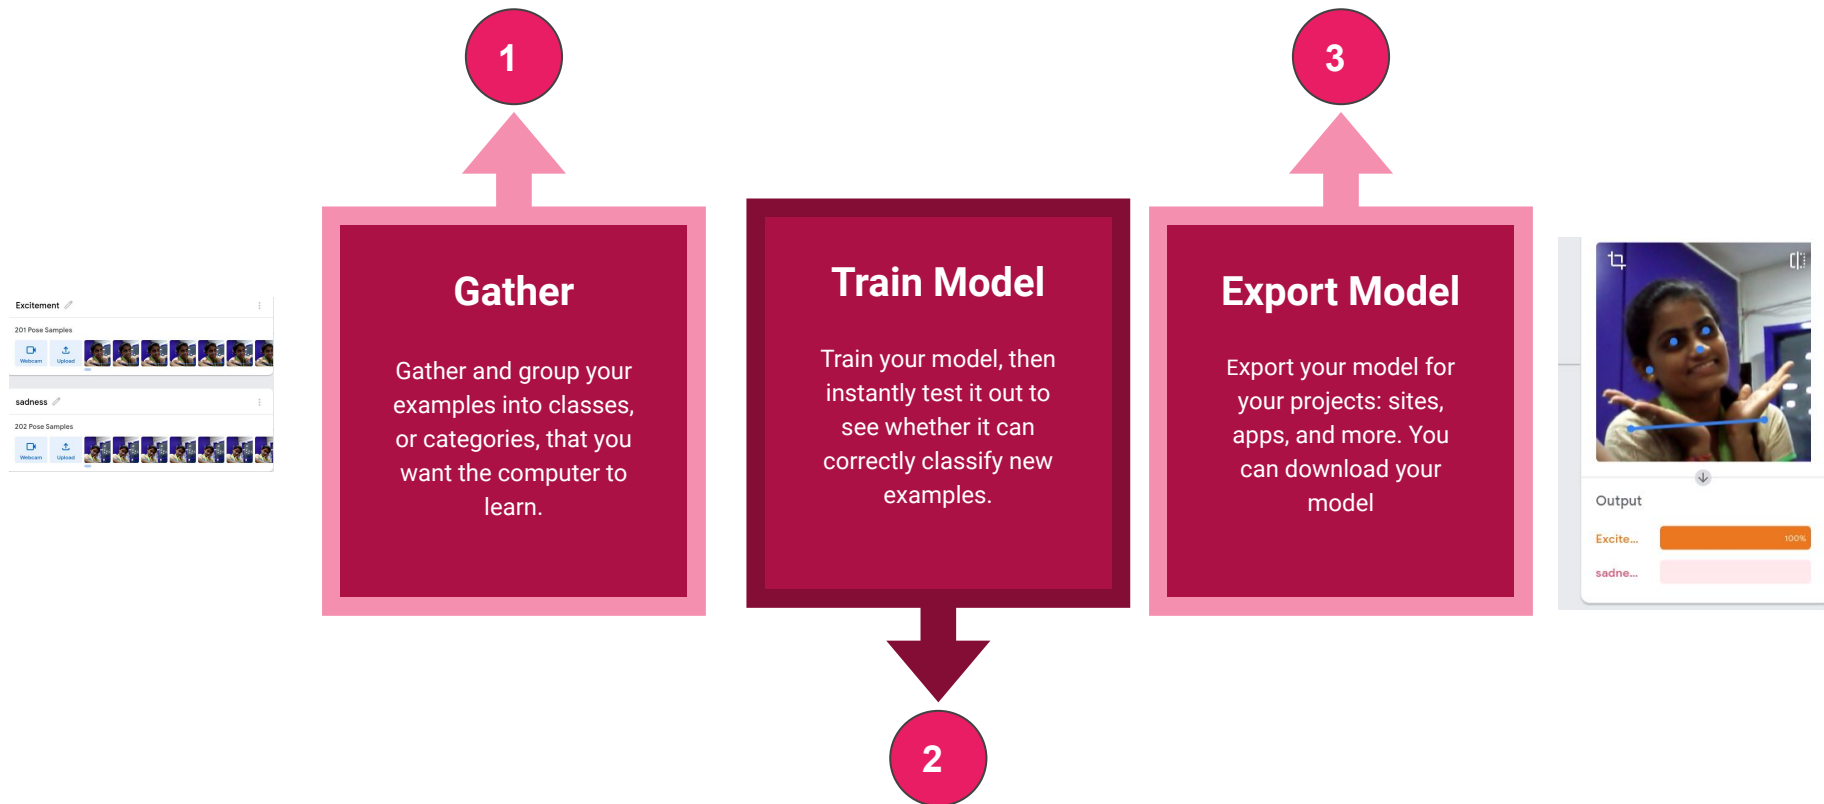 1
3
Excitement
201 Pose Samples
Webcam
Upload
sadness
202 Pose Samples
Webcam
Upload
Gather
Gather and group your
examples into classes,
or categories, that you
want the computer to
learn.
Train Model
Train your model, then
instantly test it out to
see whether it can
correctly classify new
examples.
Export Model
Export your model for
your projects: sites,
apps, and more. You
can download your
model
Output
Excite...
100%
sadne...
2